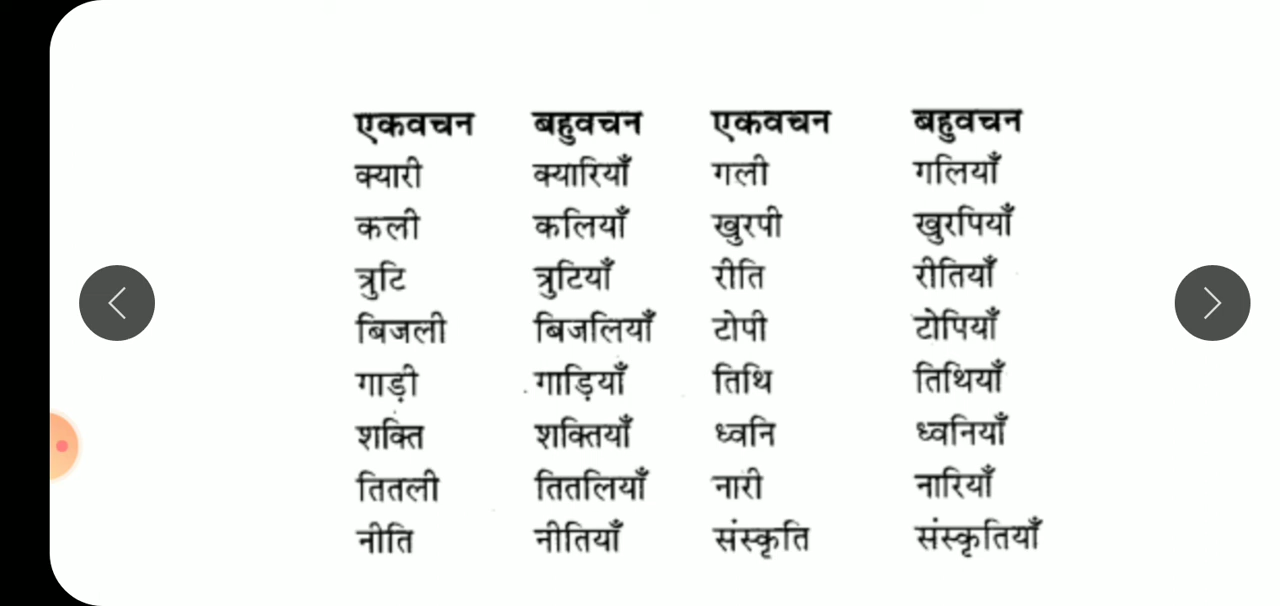 एकवचन बहुवचन एकवचन बहुवचन
क्यारी क्यारियाँ गली गलियाँ
कली कलियाँ खुरपी खुरपियाँ
त्रुटि त्रुटियाँ रीति रीतियाँ
बिजली बिजलियाँ टोपी टोपियाँ
गाड़ी गाड़ियाँ तिथि तिथियाँ
शक्ति शक्तियाँ ध्वनि ध्वनियाँ
तितली तितलियाँ नारी नारियाँ
नीति नीतियाँ संस्कृति संस्कृतियाँ